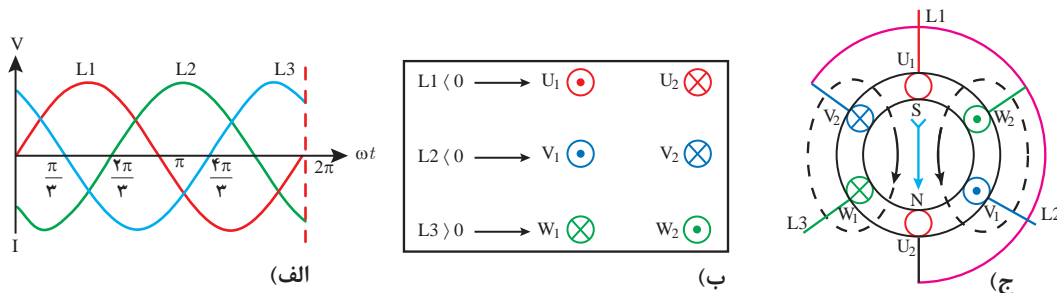 V
L1 L2 L3
π/۳ ۲π/۳ π ۴π/۳ ۲π
ωt
I
الف)
L1 ⟨ 0 ⟶ U₁ U₂
L2 ⟨ 0 ⟶ V₁ V₂
L3 ⟩ 0 ⟶ W₁ W₂
ب)
L1
U₁
S
V₂ W₂
N
W₁ V₁
L3 L2
U₂
ج)